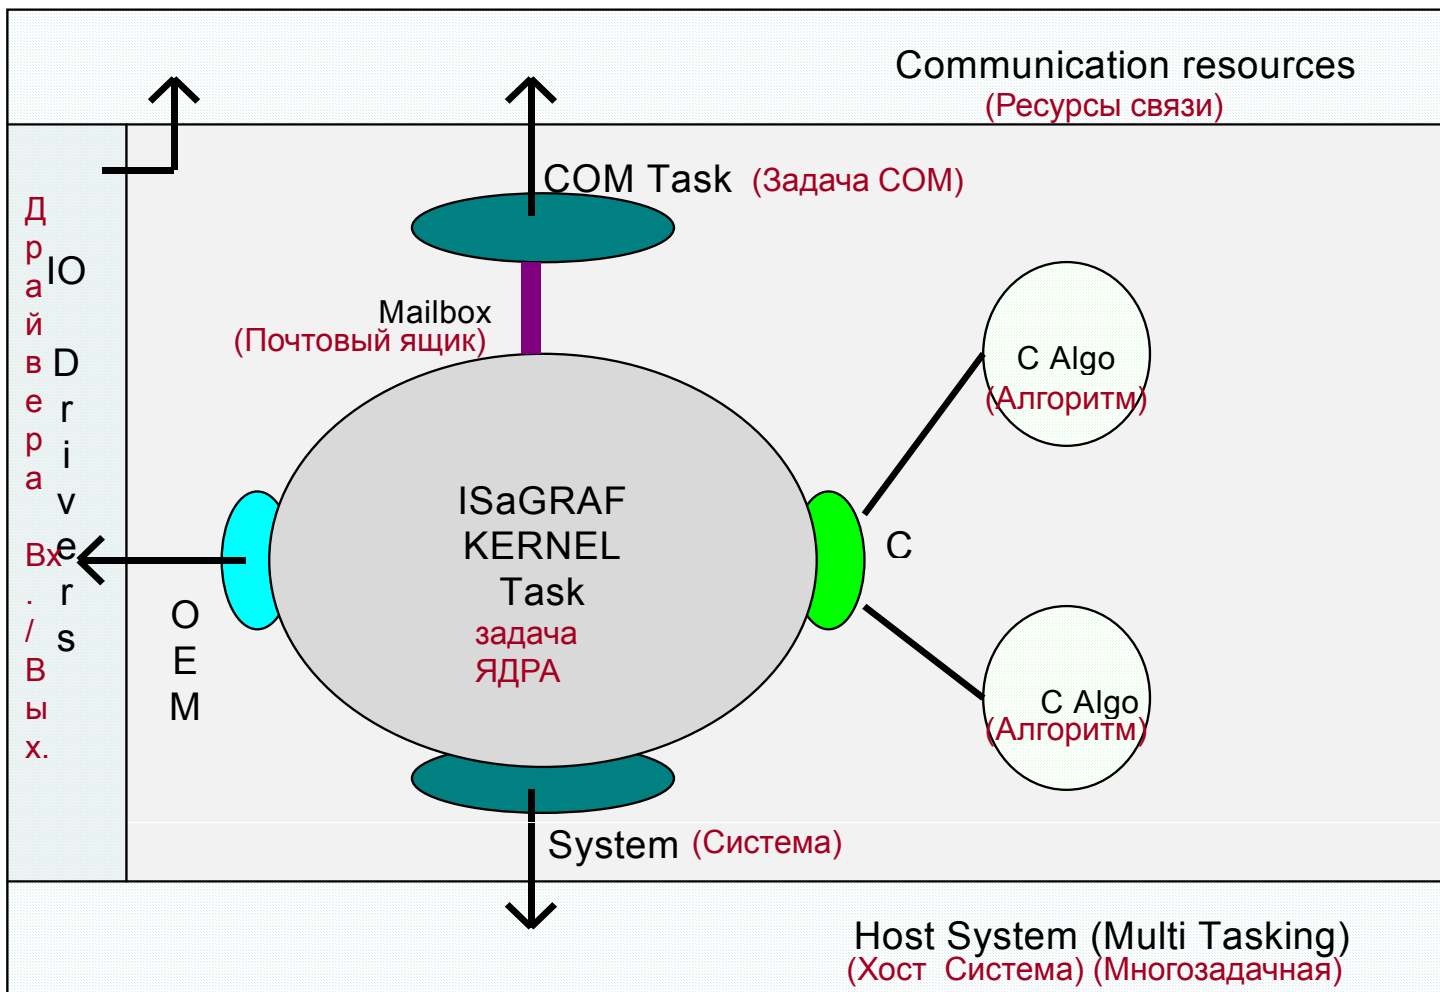 Communication resources
(Ресурсы связи)
COM Task (Задача COM)
Драйвера Вх./Вых.
IO Drivers
Mailbox
(Почтовый ящик)
C Algo
(Алгоритм)
ISaGRAF
KERNEL
Task
задача
ЯДРА
C
OEM
C Algo
(Алгоритм)
System (Система)
Host System (Multi Tasking)
(Хост Система) (Многозадачная)